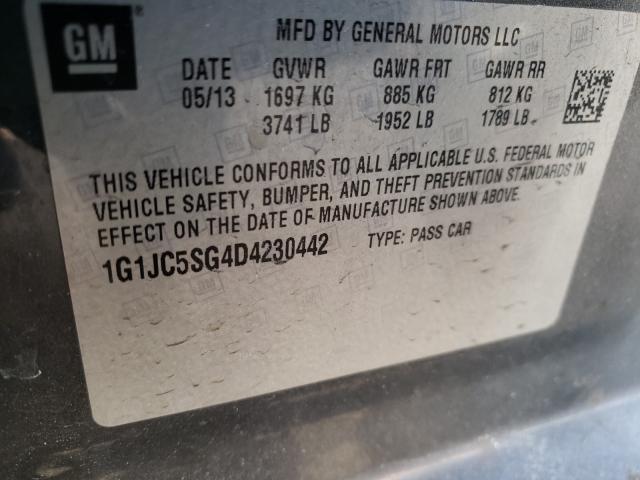 GM
MFD BY GENERAL MOTORS LLC
DATE GVWR GAWR FRT GAWR RR
05/13 1697 KG 885 KG 812 KG
3741 LB 1952 LB 1789 LB
THIS VEHICLE CONFORMS TO ALL APPLICABLE U.S. FEDERAL MOTOR
VEHICLE SAFETY, BUMPER, AND THEFT PREVENTION STANDARDS IN
EFFECT ON THE DATE OF MANUFACTURE SHOWN ABOVE.
1G1JC5SG4D4230442 TYPE: PASS CAR